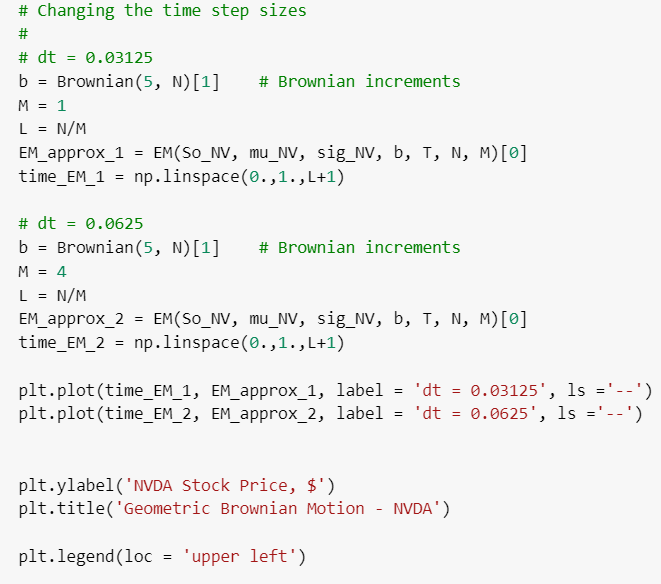 # Changing the time step sizes
#
# dt = 0.03125
b = Brownian(5, N)[1]    # Brownian increments
M = 1
L = N/M
EM_approx_1 = EM(So_NV, mu_NV, sig_NV, b, T, N, M)[0]
time_EM_1 = np.linspace(0.,1.,L+1)
# dt = 0.0625
b = Brownian(5, N)[1]    # Brownian increments
M = 4
L = N/M
EM_approx_2 = EM(So_NV, mu_NV, sig_NV, b, T, N, M)[0]
time_EM_2 = np.linspace(0.,1.,L+1)
plt.plot(time_EM_1, EM_approx_1, label = 'dt = 0.03125', ls ='--')
plt.plot(time_EM_2, EM_approx_2, label = 'dt = 0.0625', ls ='--')
plt.ylabel('NVDA Stock Price, $')
plt.title('Geometric Brownian Motion - NVDA')
plt.legend(loc = 'upper left')